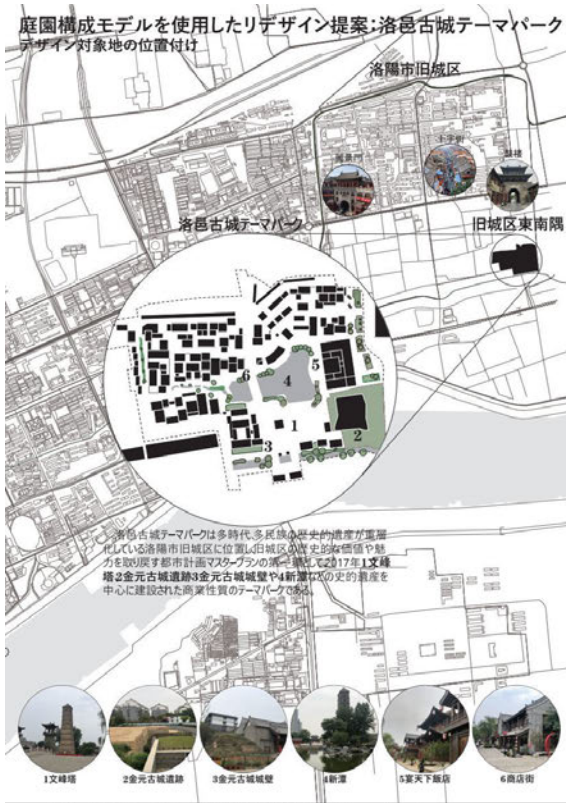 庭園構成モデルを使用したリデザイン提案:洛邑古城テーマパーク
デザイン対象地の位置付け
洛陽市旧城区
十字街
鼓楼
洛邑古城テーマパーク
旧城区東南隅
6
4
5
1
2
3
洛邑古城テーマパークは多時代、多民族の歴史的遺産が重層
化している洛陽市旧城区に位置し、旧城区の歴史的な価値や魅
力を取り戻す都市計画マスタープランの第一歩として2017年1文峰
塔2金元古城遺跡3金元古城城壁や4新潭などの史的遺産を
中心に建設された商業性質のテーマパークである。
1文峰塔
2金元古城遺跡
3金元古城城壁
4新潭
5宴天下飯店
6商店街